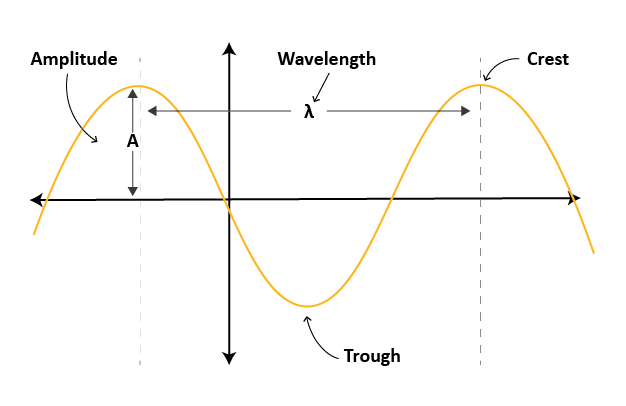 Amplitude
Wavelength
Crest
λ
A
Trough